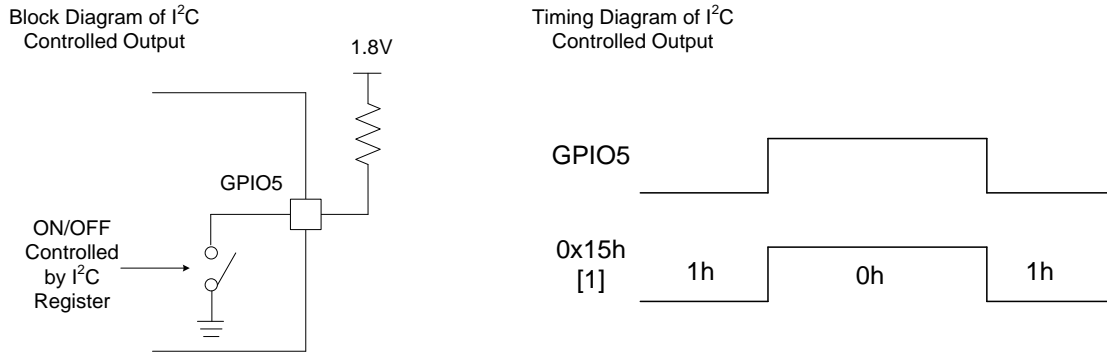 Block Diagram of I²C
Controlled Output
1.8V
GPIO5
ON/OFF
Controlled
by I²C
Register
Timing Diagram of I²C
Controlled Output
GPIO5
0x15h
[1]
1h
0h
1h